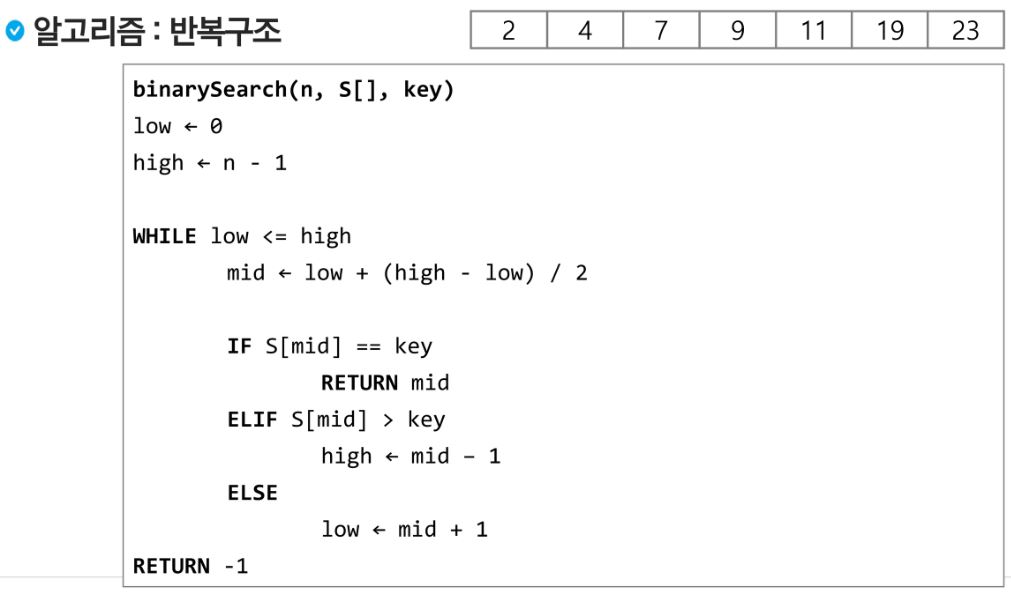 알고리즘 : 반복구조
2 4 7 9 11 19 23
binarySearch(n, S[], key)
low ← 0
high ← n - 1
WHILE low <= high
mid ← low + (high - low) / 2
IF S[mid] == key
RETURN mid
ELIF S[mid] > key
high ← mid – 1
ELSE
low ← mid + 1
RETURN -1